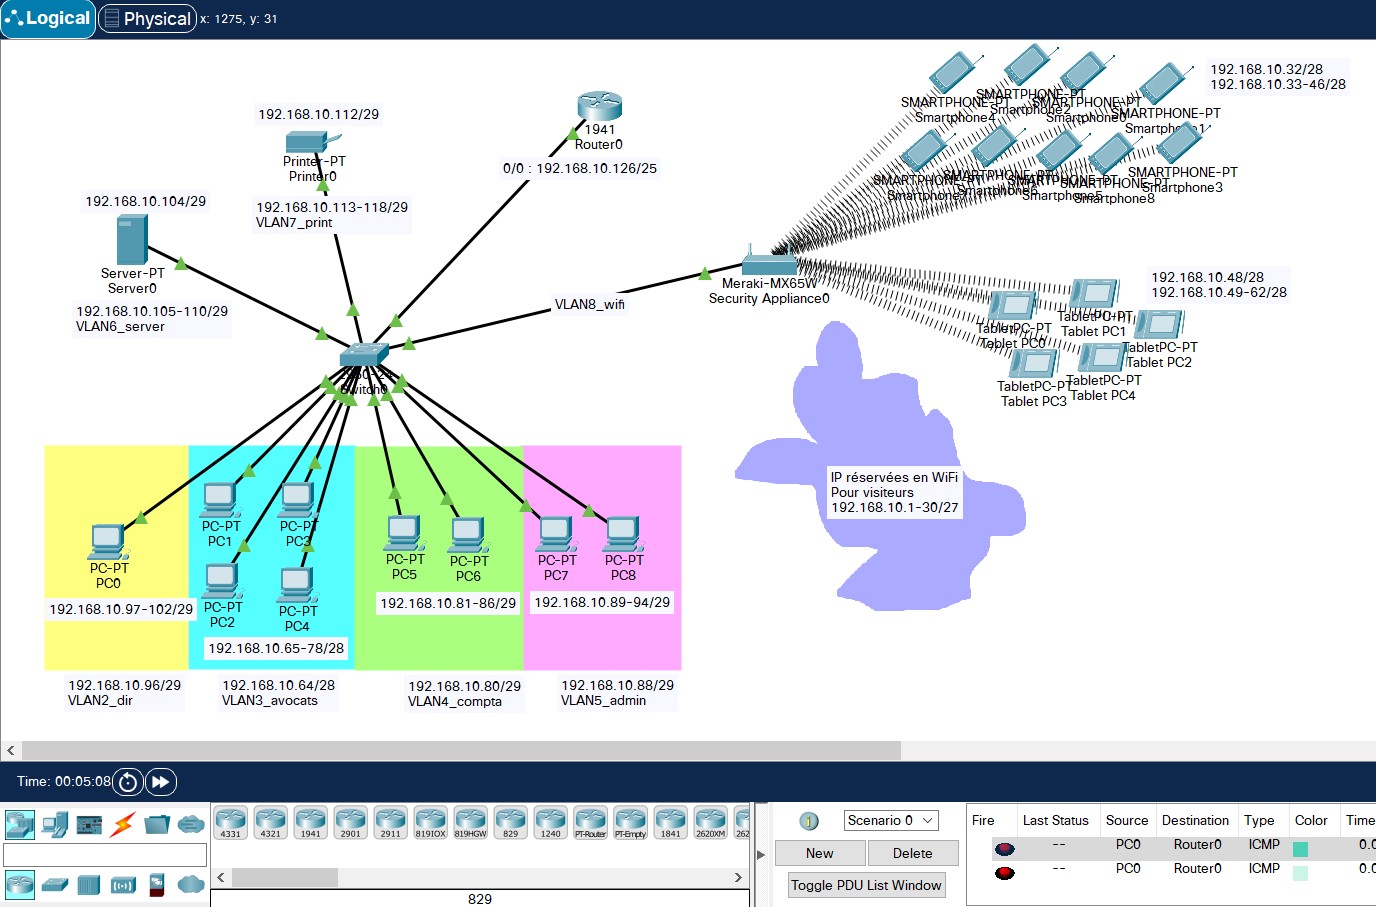 Logical
Physical
x: 1275, y: 31
192.168.10.32/28
192.168.10.33-46/28
SMARTPHONE-PT
Smartphone4
SMARTPHONE-PT
Smartphone2
SMARTPHONE-PT
Smartphone0
SMARTPHONE-PT
Smartphone1
SMARTPHONE-PT
SMARTPHONE-PT
SMARTPHONE-PT
Smartphone5
SMARTPHONE-PT
Smartphone8
SMARTPHONE-PT
Smartphone3
192.168.10.112/29
Printer-PT
Printer0
192.168.10.113-118/29
VLAN7_print
1941
Router0
0/0 : 192.168.10.126/25
192.168.10.104/29
Server-PT
Server0
192.168.10.105-110/29
VLAN6_server
Meraki-MX65W
Security Appliance0
VLAN8_wifi
192.168.10.48/28
192.168.10.49-62/28
TabletPC-PT
Tablet PC0
TabletPC-PT
Tablet PC1
TabletPC-PT
Tablet PC2
TabletPC-PT
Tablet PC3
TabletPC-PT
Tablet PC4
Switch0
IP réservées en WiFi
Pour visiteurs
192.168.10.1-30/27
PC-PT
PC0
PC-PT
PC1
PC-PT
PC3
PC-PT
PC2
PC-PT
PC4
PC-PT
PC5
PC-PT
PC6
PC-PT
PC7
PC-PT
PC8
192.168.10.97-102/29
192.168.10.65-78/28
192.168.10.81-86/29
192.168.10.89-94/29
192.168.10.96/29
VLAN2_dir
192.168.10.64/28
VLAN3_avocats
192.168.10.80/29
VLAN4_compta
192.168.10.88/29
VLAN5_admin
Time: 00:05:08
4331
4321
1941
2901
2911
819IOX
819HGW
829
1240
PT-Router
PT-Empty
1841
2620XM
262
829
Scenario 0
New
Delete
Toggle PDU List Window
Fire Last Status Source Destination Type Color Time
-- PC0 Router0 ICMP 0.0
-- PC0 Router0 ICMP 0.0